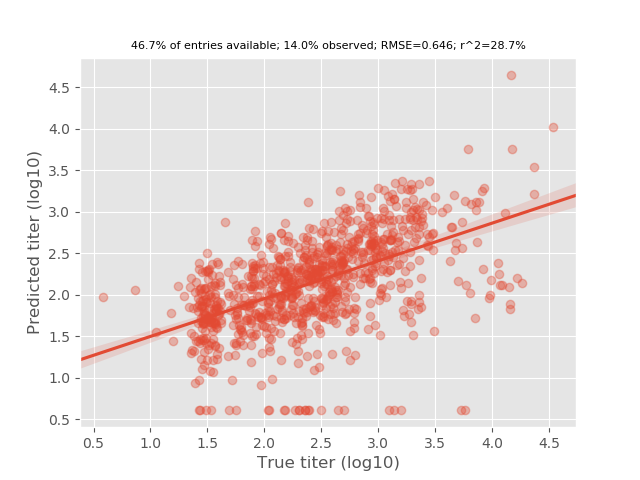 46.7% of entries available; 14.0% observed; RMSE=0.646; r^2=28.7%
4.5
4.0
3.5
3.0
2.5
2.0
1.5
1.0
0.5
Predicted titer (log10)
0.5 1.0 1.5 2.0 2.5 3.0 3.5 4.0 4.5
True titer (log10)